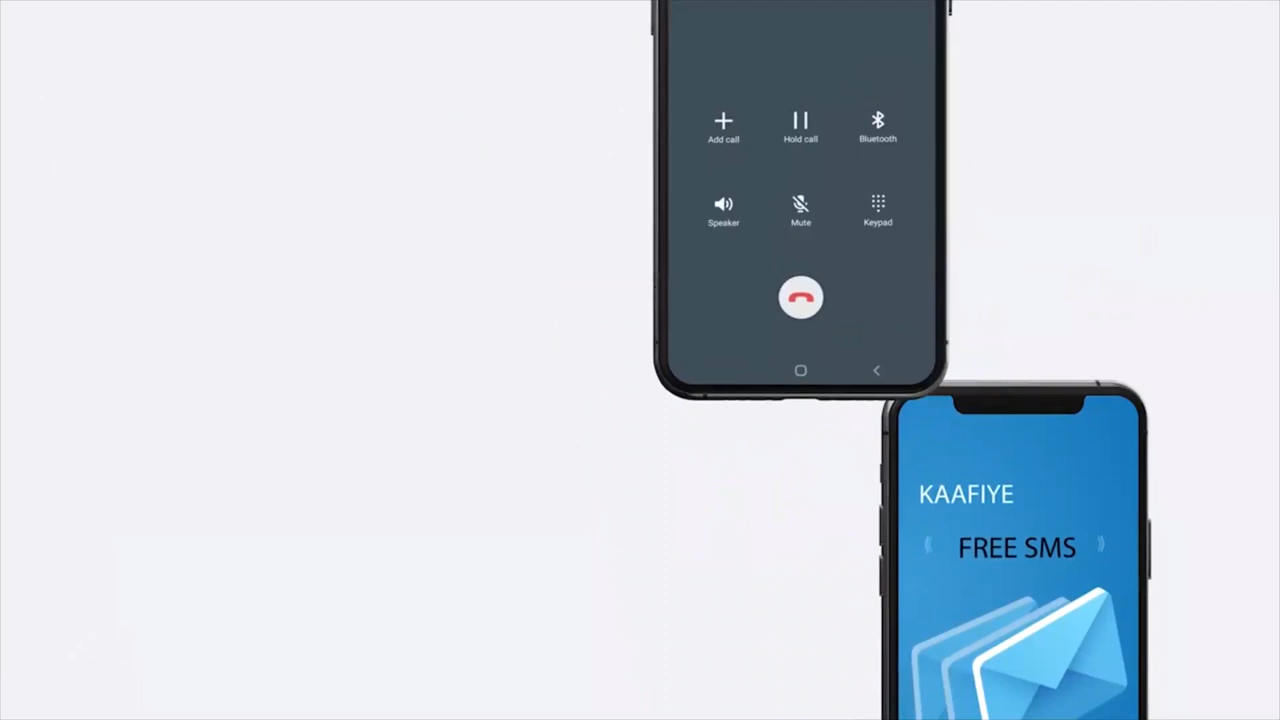 Add call Hold call Bluetooth
Speaker Mute Keypad
KAAFIYE
FREE SMS